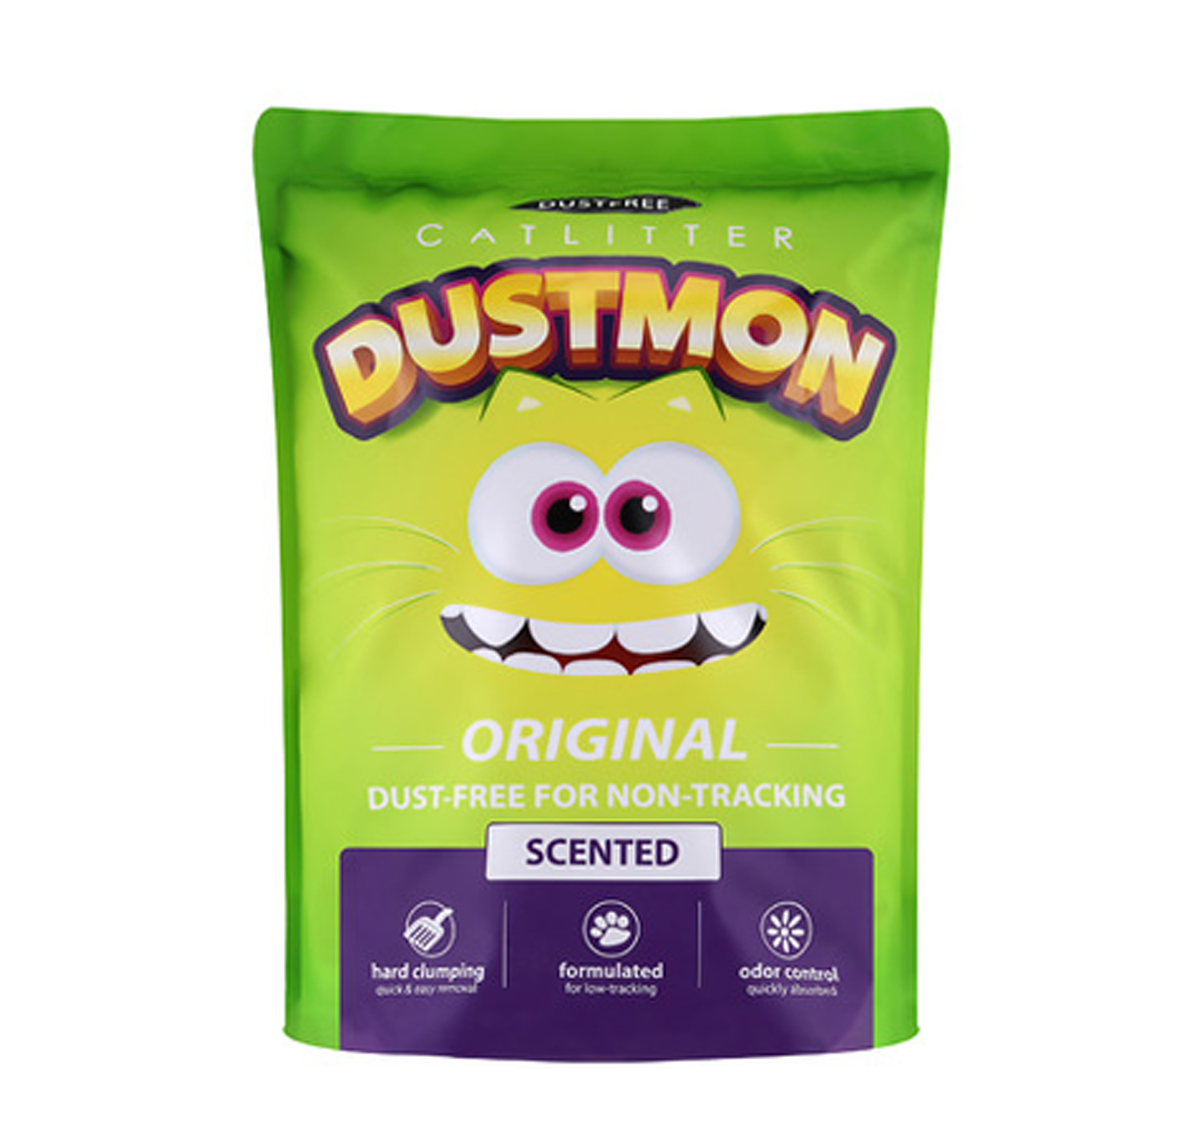 DUSTFREE
CATLITTER
DUSTMON
ORIGINAL
DUST-FREE FOR NON-TRACKING
SCENTED
hard clumping
quick & easy removal
formulated
for low-tracking
odor control
quickly absorbed